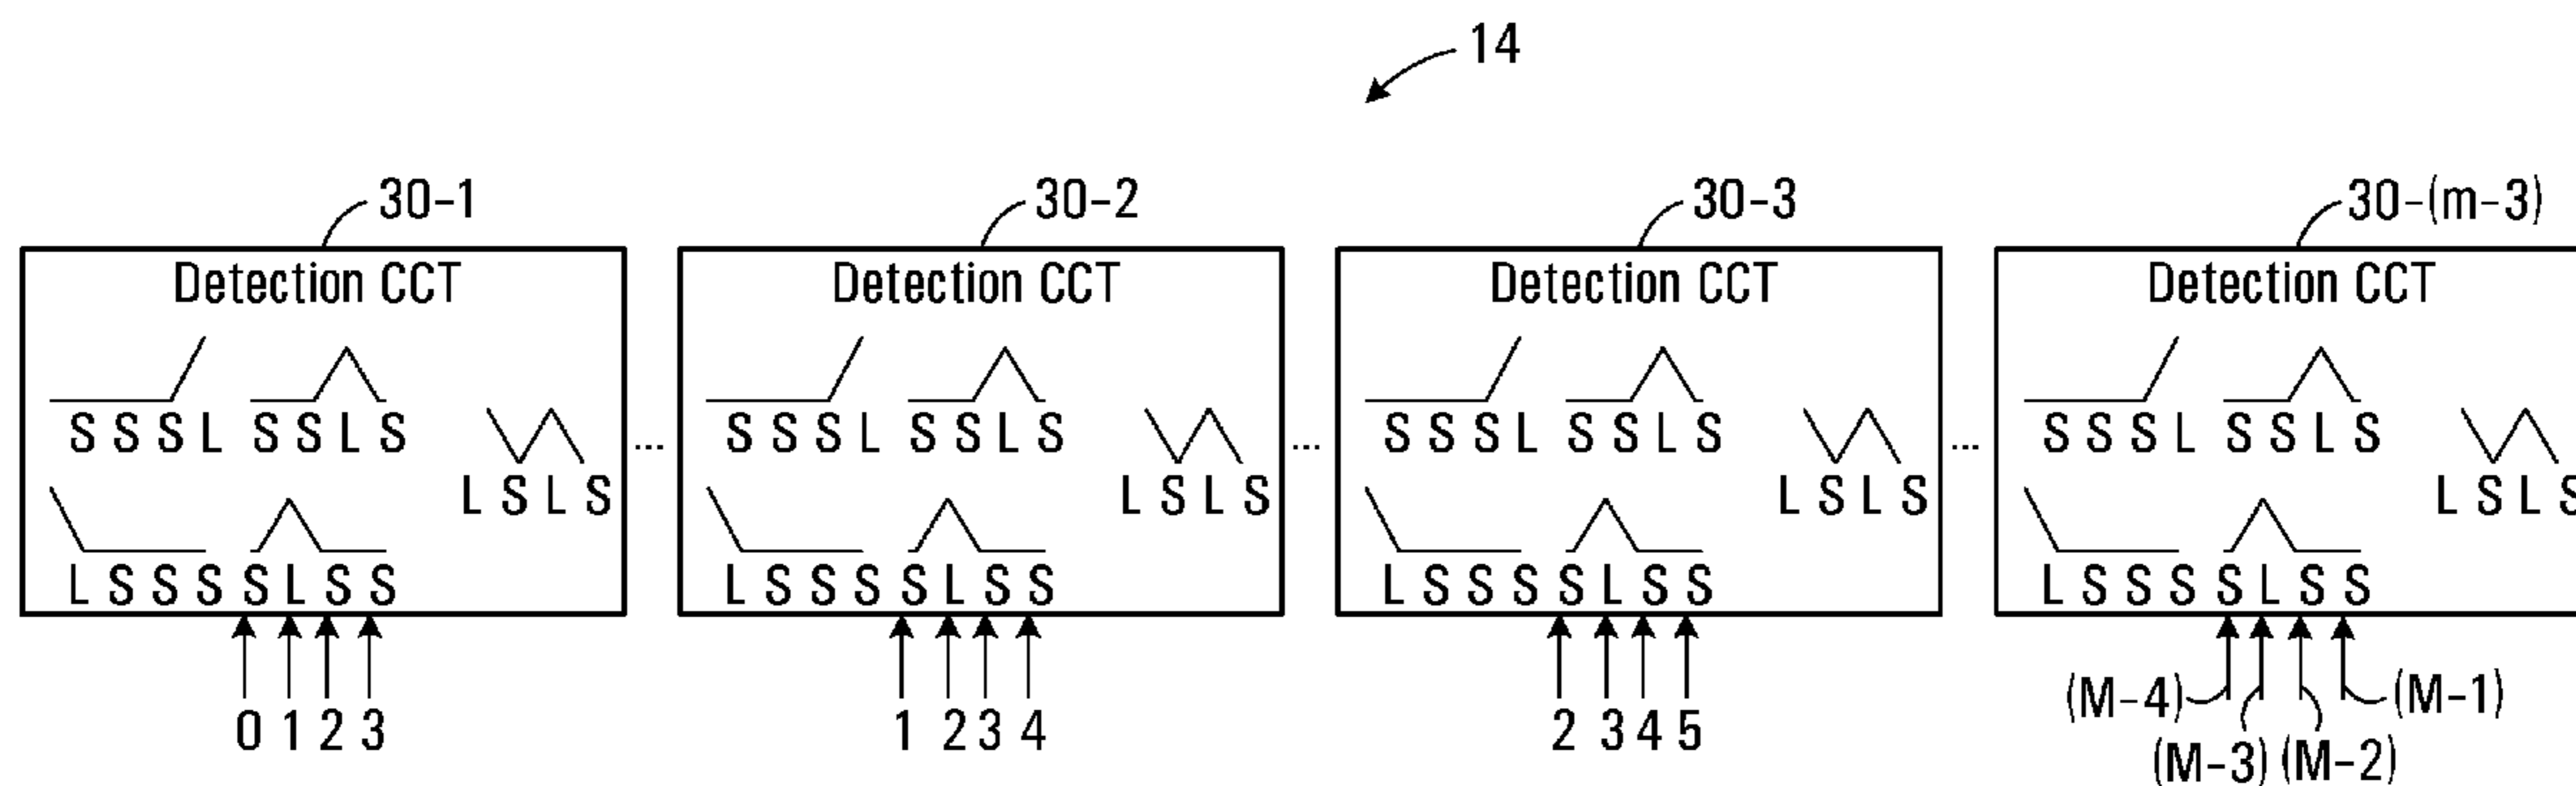 14
30-1 30-2 30-3 30-(m-3)
Detection CCT Detection CCT Detection CCT Detection CCT
S S S L S S L S S S S L S S L S S S S L S S L S S S S L S S L S
... ... ...
L S L S L S L S L S L S L S L S
L S S S S L S S L S S S S L S S L S S S S L S S L S S S S L S S
0 1 2 3 1 2 3 4 2 3 4 5 (M-4) (M-1)
(M-3) (M-2)